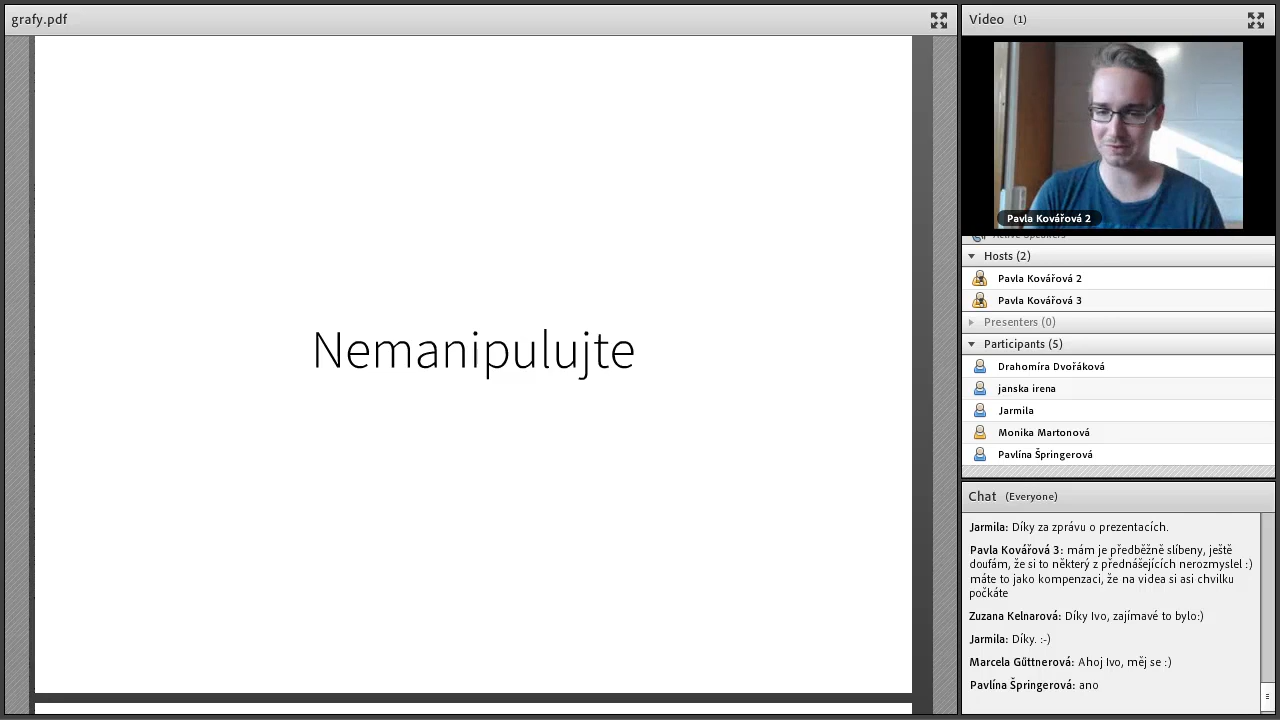 grafy.pdf
Nemanipulujte
Video (1)
Pavla Kovářová 2
Active Speakers
Hosts (2)
Pavla Kovářová 2
Pavla Kovářová 3
Presenters (0)
Participants (5)
Drahomíra Dvořáková
janska irena
Jarmila
Monika Martonová
Pavlína Špringerová
Chat (Everyone)
Jarmila: Díky za zprávu o prezentacích.
Pavla Kovářová 3: mám je předběžně slíbeny, ještě
doufám, že si to některý z přednášejících nerozmyslel :)
máte to jako kompenzaci, že na videa si asi chvilku
počkáte
Zuzana Kelnarová: Díky Ivo, zajímavé to bylo:)
Jarmila: Díky. :-)
Marcela Gűttnerová: Ahoj Ivo, měj se :)
Pavlína Špringerová: ano